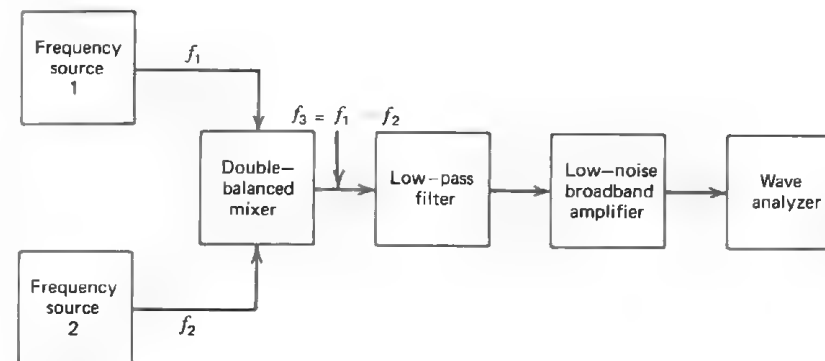 Frequency
source
1
f₁
f₃ = f₁ f₂
Double–
balanced
mixer
Low–pass
filter
Low–noise
broadband
amplifier
Wave
analyzer
Frequency
source
2
f₂